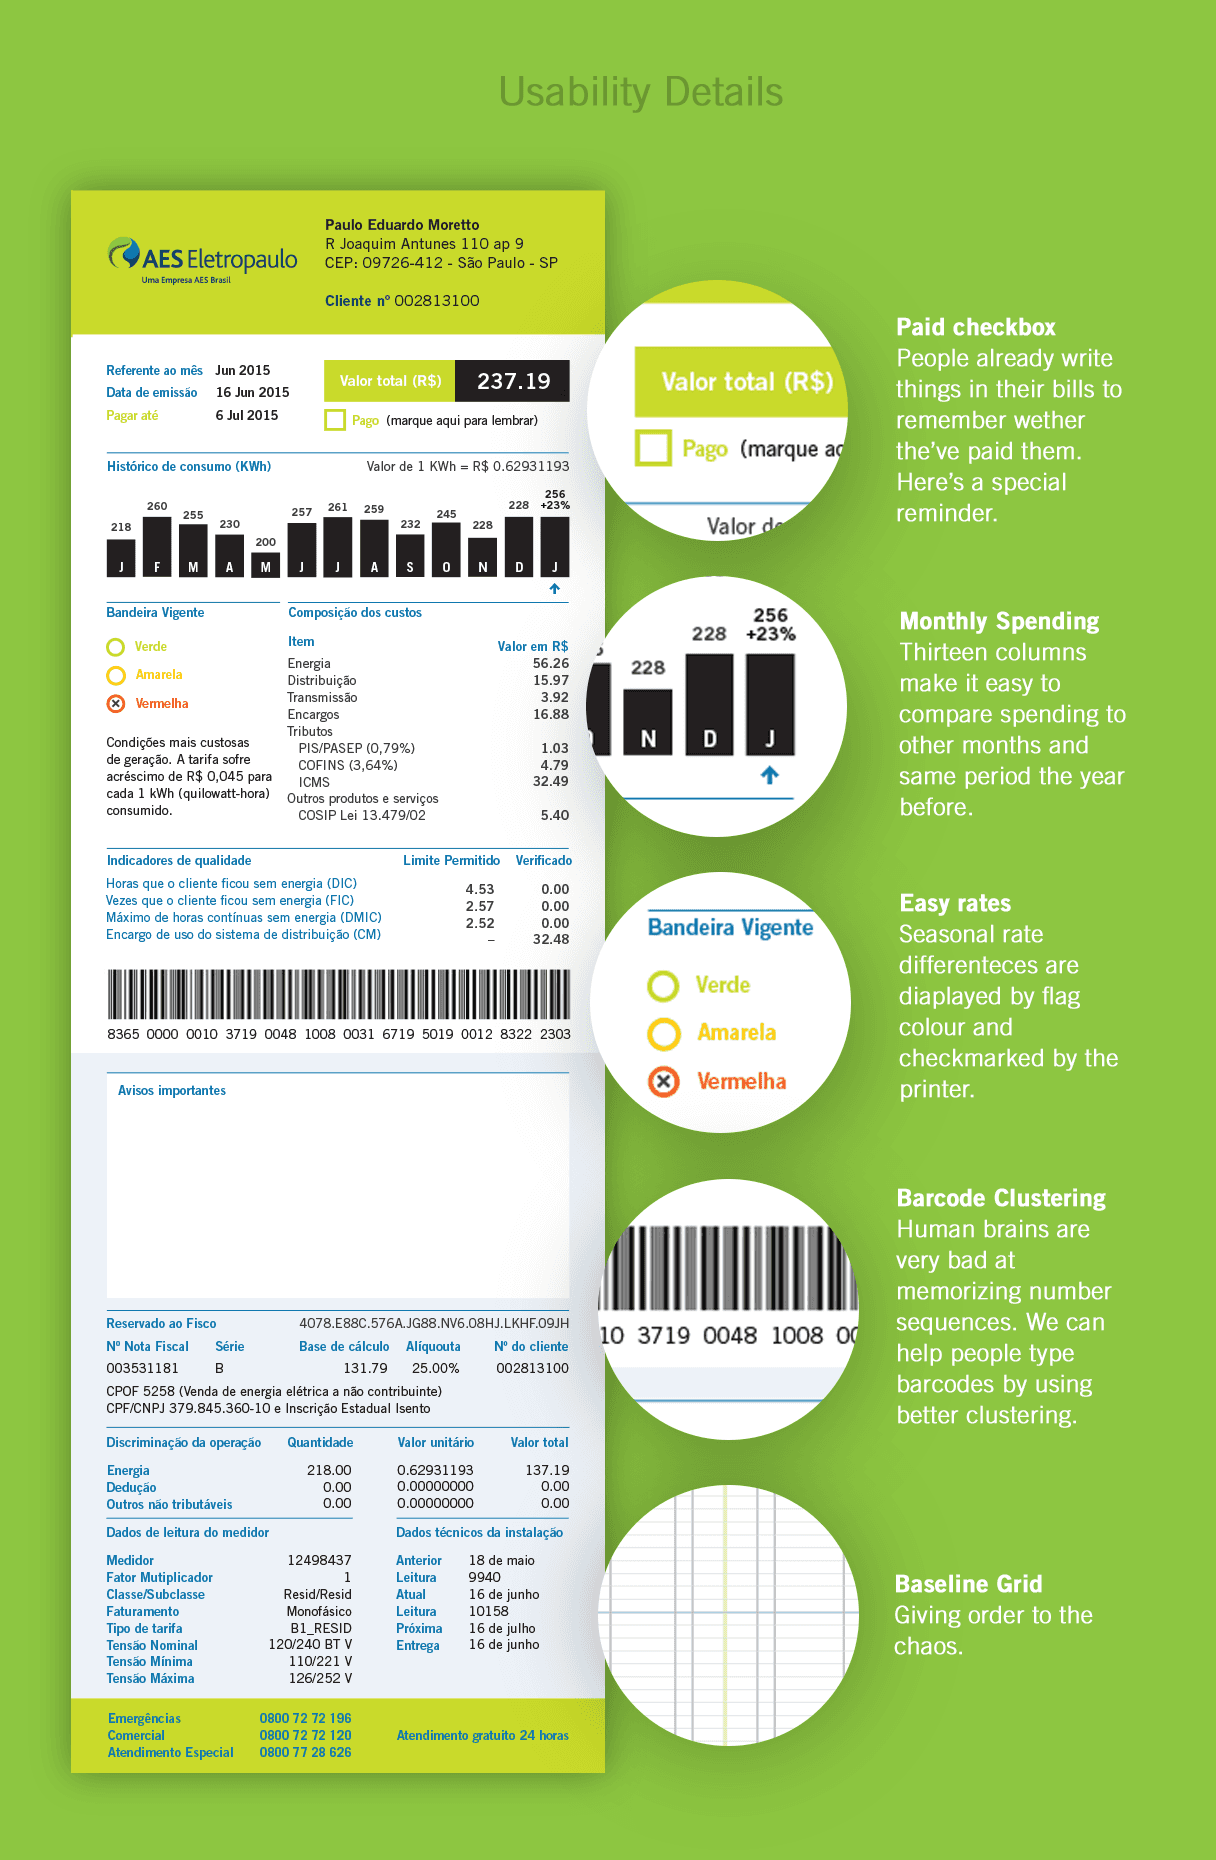 Usability Details
AES Eletropaulo
Uma Empresa AES Brasil
Paulo Eduardo Moretto
R Joaquim Antunes 110 ap 9
CEP: 09726-412 - São Paulo - SP
Cliente nº 002813100
Referente ao mês Jun 2015
Data de emissão 16 Jun 2015
Pagar até 6 Jul 2015
Valor total (R$) 237.19
Pago (marque aqui para lembrar)
Histórico de consumo (KWh) Valor de 1 KWh = R$ 0.62931193
218 260 255 230 200 257 261 259 232 245 228 228 256
+23%
J F M A M J J A S O N D J
Bandeira Vigente
Verde
Amarela
Vermelha
Condições mais custosas
de geração. A tarifa sofre
acréscimo de R$ 0,045 para
cada 1 kWh (quilowatt-hora)
consumido.
Composição dos custos
Item Valor em R$
Energia 56.26
Distribuição 15.97
Transmissão 3.92
Encargos 16.88
Tributos
PIS/PASEP (0,79%) 1.03
COFINS (3,64%) 4.79
ICMS 32.49
Outros produtos e serviços
COSIP Lei 13.479/02 5.40
Indicadores de qualidade Limite Permitido Verificado
Horas que o cliente ficou sem energia (DIC) 4.53 0.00
Vezes que o cliente ficou sem energia (FIC) 2.57 0.00
Máximo de horas contínuas sem energia (DMIC) 2.52 0.00
Encargo de uso do sistema de distribuição (CM) – 32.48
8365 0000 0010 3719 0048 1008 0031 6719 5019 0012 8322 2303
Avisos importantes
Reservado ao Fisco 4078.E88C.576A.JG88.NV6.08HJ.LKHF.09JH
Nº Nota Fiscal Série Base de cálculo Alíquouta Nº do cliente
003531181 B 131.79 25.00% 002813100
CPOF 5258 (Venda de energia elétrica a não contribuinte)
CPF/CNPJ 379.845.360-10 e Inscrição Estadual Isento
Discriminação da operação Quantidade Valor unitário Valor total
Energia 218.00 0.62931193 137.19
Dedução 0.00 0.00000000 0.00
Outros não tributáveis 0.00 0.00000000 0.00
Dados de leitura do medidor
Medidor 12498437
Fator Mutiplicador 1
Classe/Subclasse Resid/Resid
Faturamento Monofásico
Tipo de tarifa B1_RESID
Tensão Nominal 120/240 BT V
Tensão Mínima 110/221 V
Tensão Máxima 126/252 V
Dados técnicos da instalação
Anterior 18 de maio
Leitura 9940
Atual 16 de junho
Leitura 10158
Próxima 16 de julho
Entrega 16 de junho
Emergências 0800 72 72 196
Comercial 0800 72 72 120
Atendimento Especial 0800 77 28 626
Atendimento gratuito 24 horas
Valor total (R$)
Pago (marque
Valor
Paid checkbox
People already write
things in their bills to
remember wether
the've paid them.
Here's a special
reminder.
228 228 256
+23%
N D J
Monthly Spending
Thirteen columns
make it easy to
compare spending to
other months and
same period the year
before.
Bandeira Vigente
Verde
Amarela
Vermelha
Easy rates
Seasonal rate
differenteces are
diaplayed by flag
colour and
checkmarked by the
printer.
10 3719 0048 1008 00
Barcode Clustering
Human brains are
very bad at
memorizing number
sequences. We can
help people type
barcodes by using
better clustering.
Baseline Grid
Giving order to the
chaos.